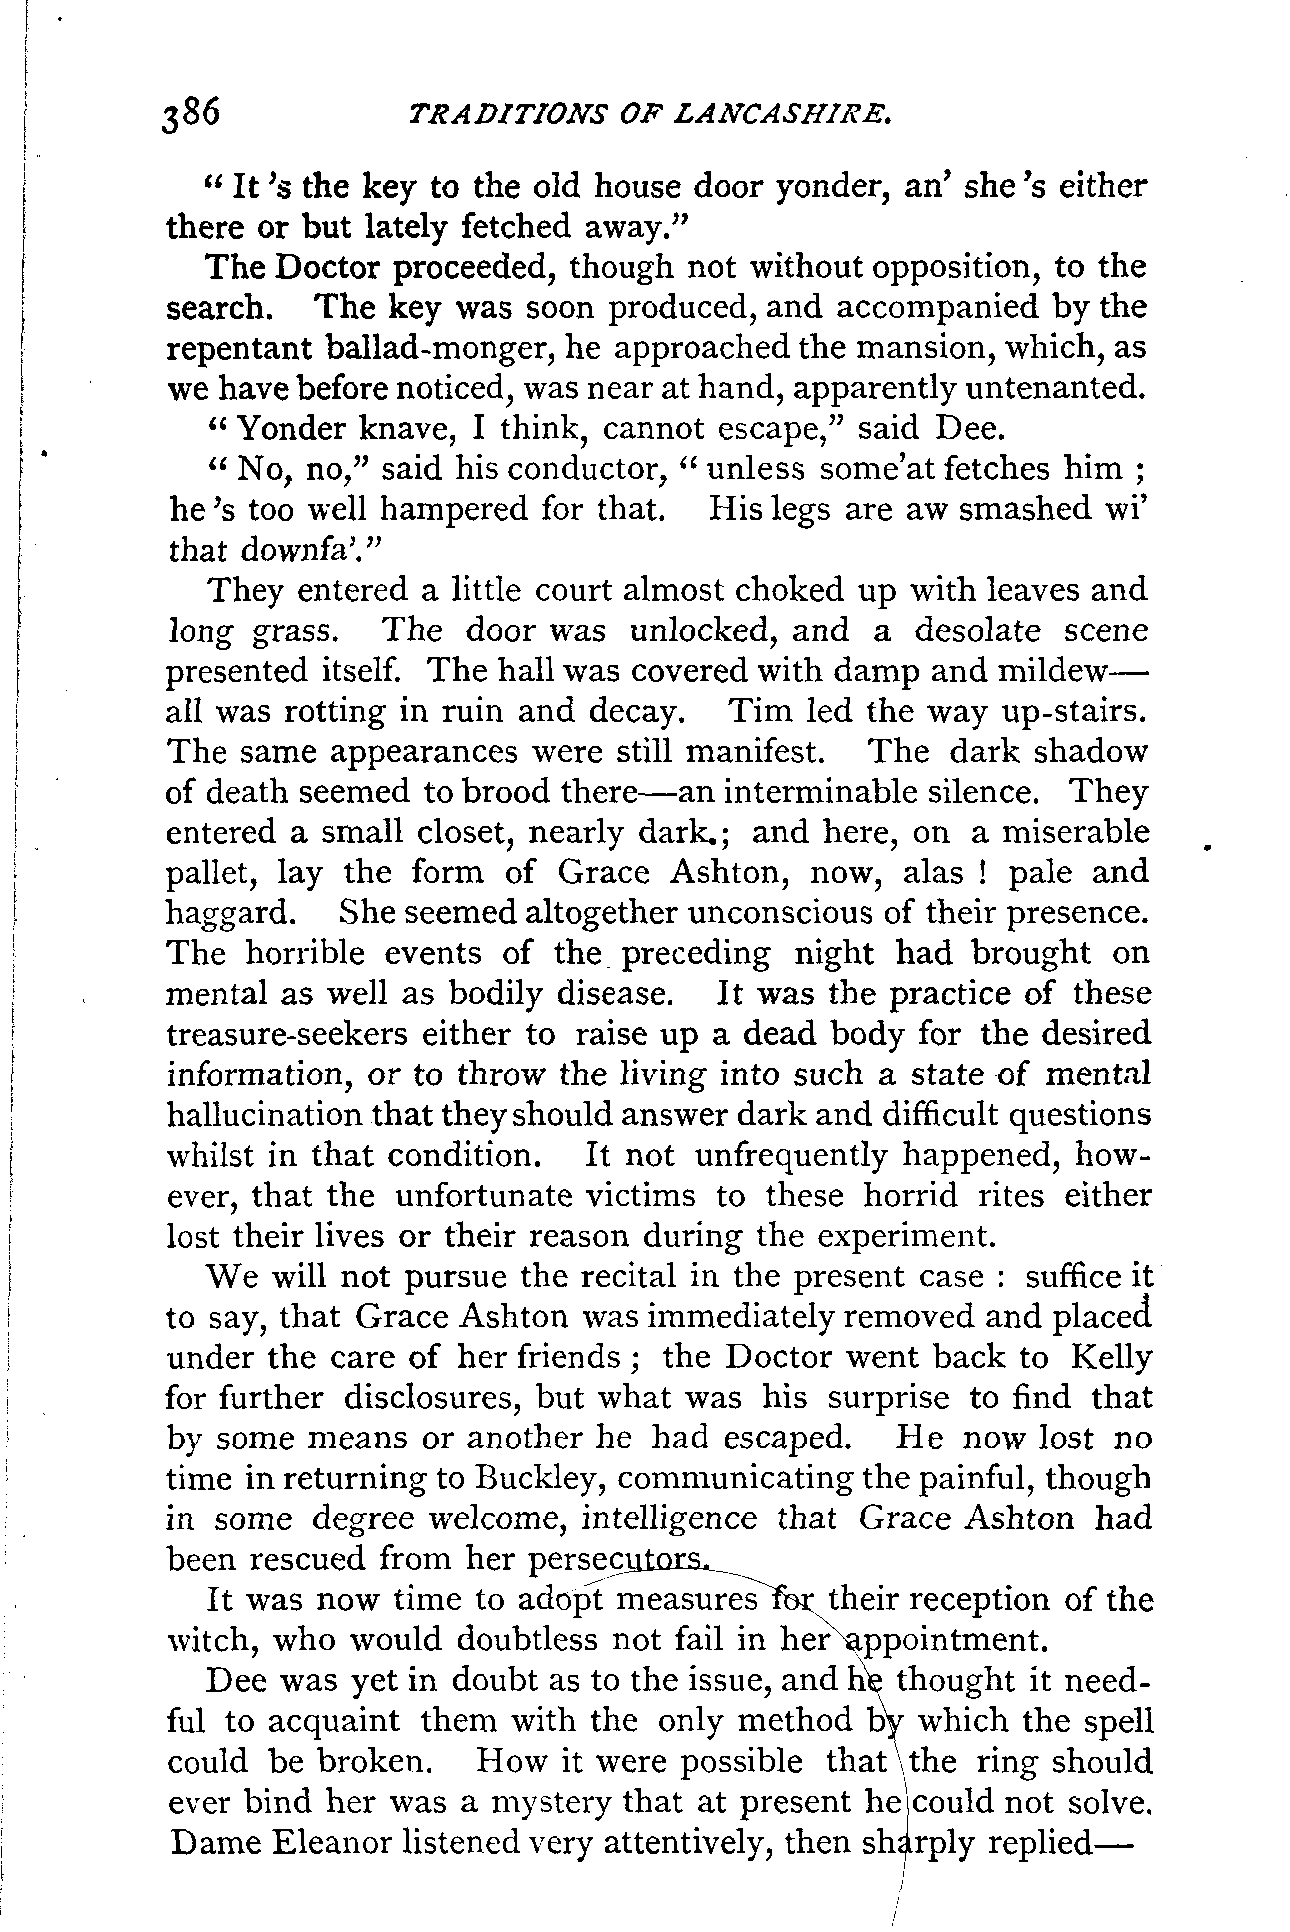 386 TRADITIONS OF LANCASHIRE.
" It 's the key to the old house door yonder, an' she 's either
there or but lately fetched away."
The Doctor proceeded, though not without opposition, to the
search. The key was soon produced, and accompanied by the
repentant ballad-monger, he approached the mansion, which, as
we have before noticed, was near at hand, apparently untenanted.
" Yonder knave, I think, cannot escape," said Dee.
" No, no," said his conductor, " unless some'at fetches him ;
he 's too well hampered for that. His legs are aw smashed wi'
that downfa'."
They entered a little court almost choked up with leaves and
long grass. The door was unlocked, and a desolate scene
presented itself. The hall was covered with damp and mildew—
all was rotting in ruin and decay. Tim led the way up-stairs.
The same appearances were still manifest. The dark shadow
of death seemed to brood there—an interminable silence. They
entered a small closet, nearly dark.; and here, on a miserable
pallet, lay the form of Grace Ashton, now, alas ! pale and
haggard. She seemed altogether unconscious of their presence.
The horrible events of the preceding night had brought on
mental as well as bodily disease. It was the practice of these
treasure-seekers either to raise up a dead body for the desired
information, or to throw the living into such a state of mental
hallucination that they should answer dark and difficult questions
whilst in that condition. It not unfrequently happened, how-
ever, that the unfortunate victims to these horrid rites either
lost their lives or their reason during the experiment.
We will not pursue the recital in the present case : suffice it
to say, that Grace Ashton was immediately removed and placed
under the care of her friends ; the Doctor went back to Kelly
for further disclosures, but what was his surprise to find that
by some means or another he had escaped. He now lost no
time in returning to Buckley, communicating the painful, though
in some degree welcome, intelligence that Grace Ashton had
been rescued from her persecutors.
It was now time to adopt measures for their reception of the
witch, who would doubtless not fail in her appointment.
Dee was yet in doubt as to the issue, and he thought it need-
ful to acquaint them with the only method by which the spell
could be broken. How it were possible that the ring should
ever bind her was a mystery that at present he could not solve.
Dame Eleanor listened very attentively, then sharply replied—